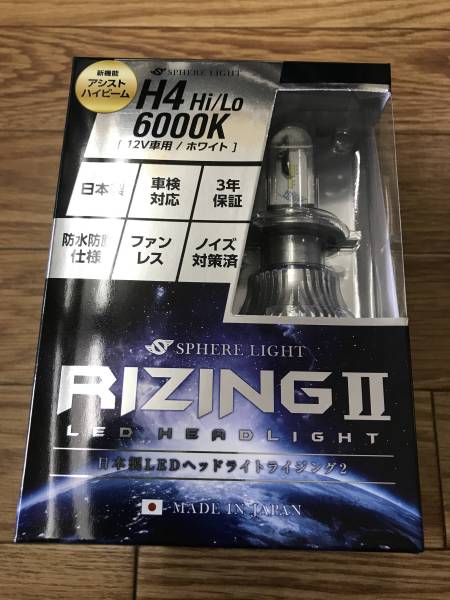 新機能
アシスト
ハイビーム
SPHERE LIGHT
H4 Hi/Lo
6000K
[ 12V車用 / ホワイト ]
日本製
車検
対応
3年
保証
防水防塵
仕様
ファン
レス
ノイズ
対策済
SPHERE LIGHT
RIZING II
LED HEADLIGHT
日本製LEDヘッドライトライジング2
MADE IN JAPAN